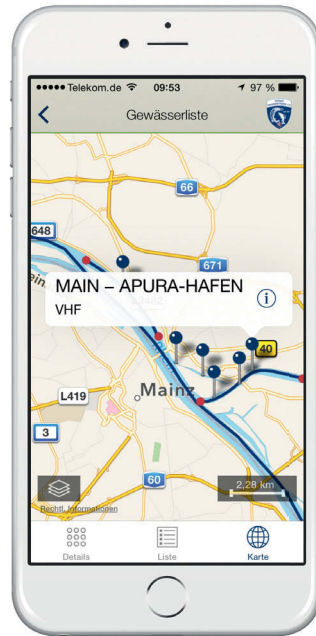 Telekom.de 09:53 97 %
Gewässerliste
66
648
671
MAIN – APURA-HAFEN
VHF
40
Mainz
L419
3
60
2,28 km
Rechtl. Informationen
Details Liste Karte